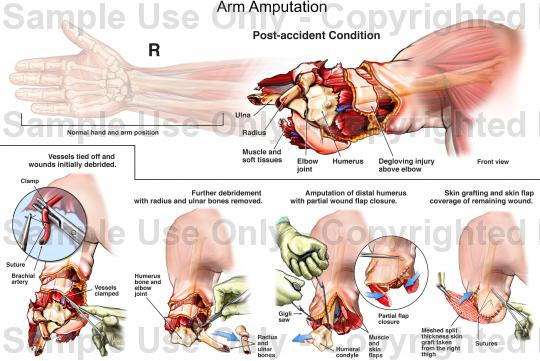 Sample Use Only - Copyrighted
Arm Amputation
Post-accident Condition
R
Ulna
Radius
Muscle and
soft tissues
Elbow
joint
Humerus
Degloving injury
above elbow
Front view
Normal hand and arm position
Vessels tied off and
wounds initially debrided.
Clamp
Suture
Brachial
artery
Vessels
clamped
Further debridement
with radius and ulnar bones removed.
Humerus
bone and
elbow
joint
Radius
and
ulnar
bones
Amputation of distal humerus
with partial wound flap closure.
Gigli
saw
Humeral
condyle
Muscle
and
skin
flaps
Partial flap
closure
Skin grafting and skin flap
coverage of remaining wound.
Meshed split
thickness skin
graft taken
from the right
thigh
Sutures